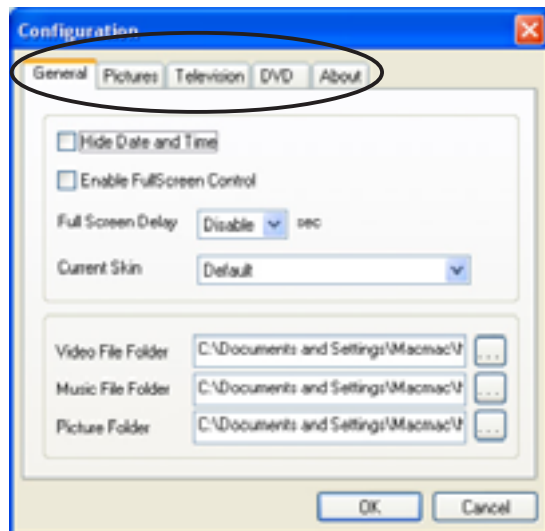 Configuration
General Pictures Television DVD About
Hide Date and Time
Enable FullScreen Control
Full Screen Delay Disable sec
Current Skin Default
Video File Folder C:\Documents and Settings\Macmac\M ...
Music File Folder C:\Documents and Settings\Macmac\M ...
Picture Folder C:\Documents and Settings\Macmac\M ...
OK Cancel